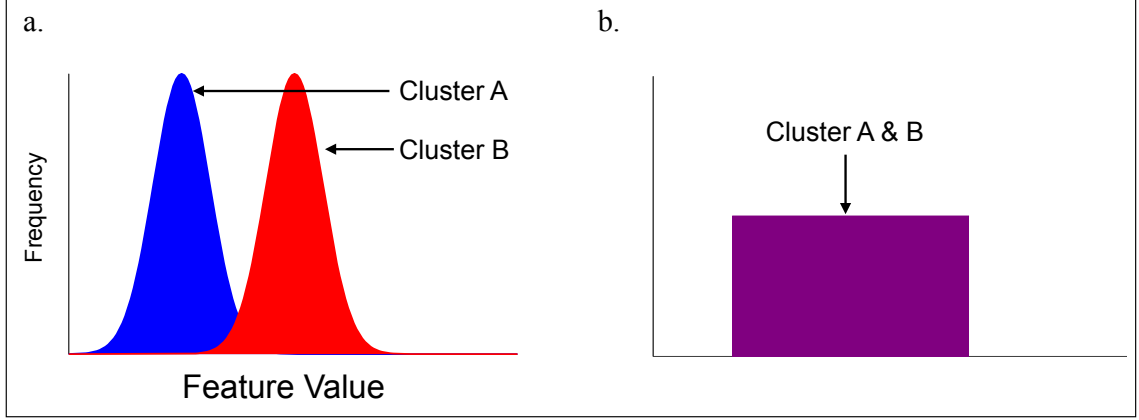 a.
b.
Cluster A
Cluster B
Cluster A & B
Frequency
Feature Value